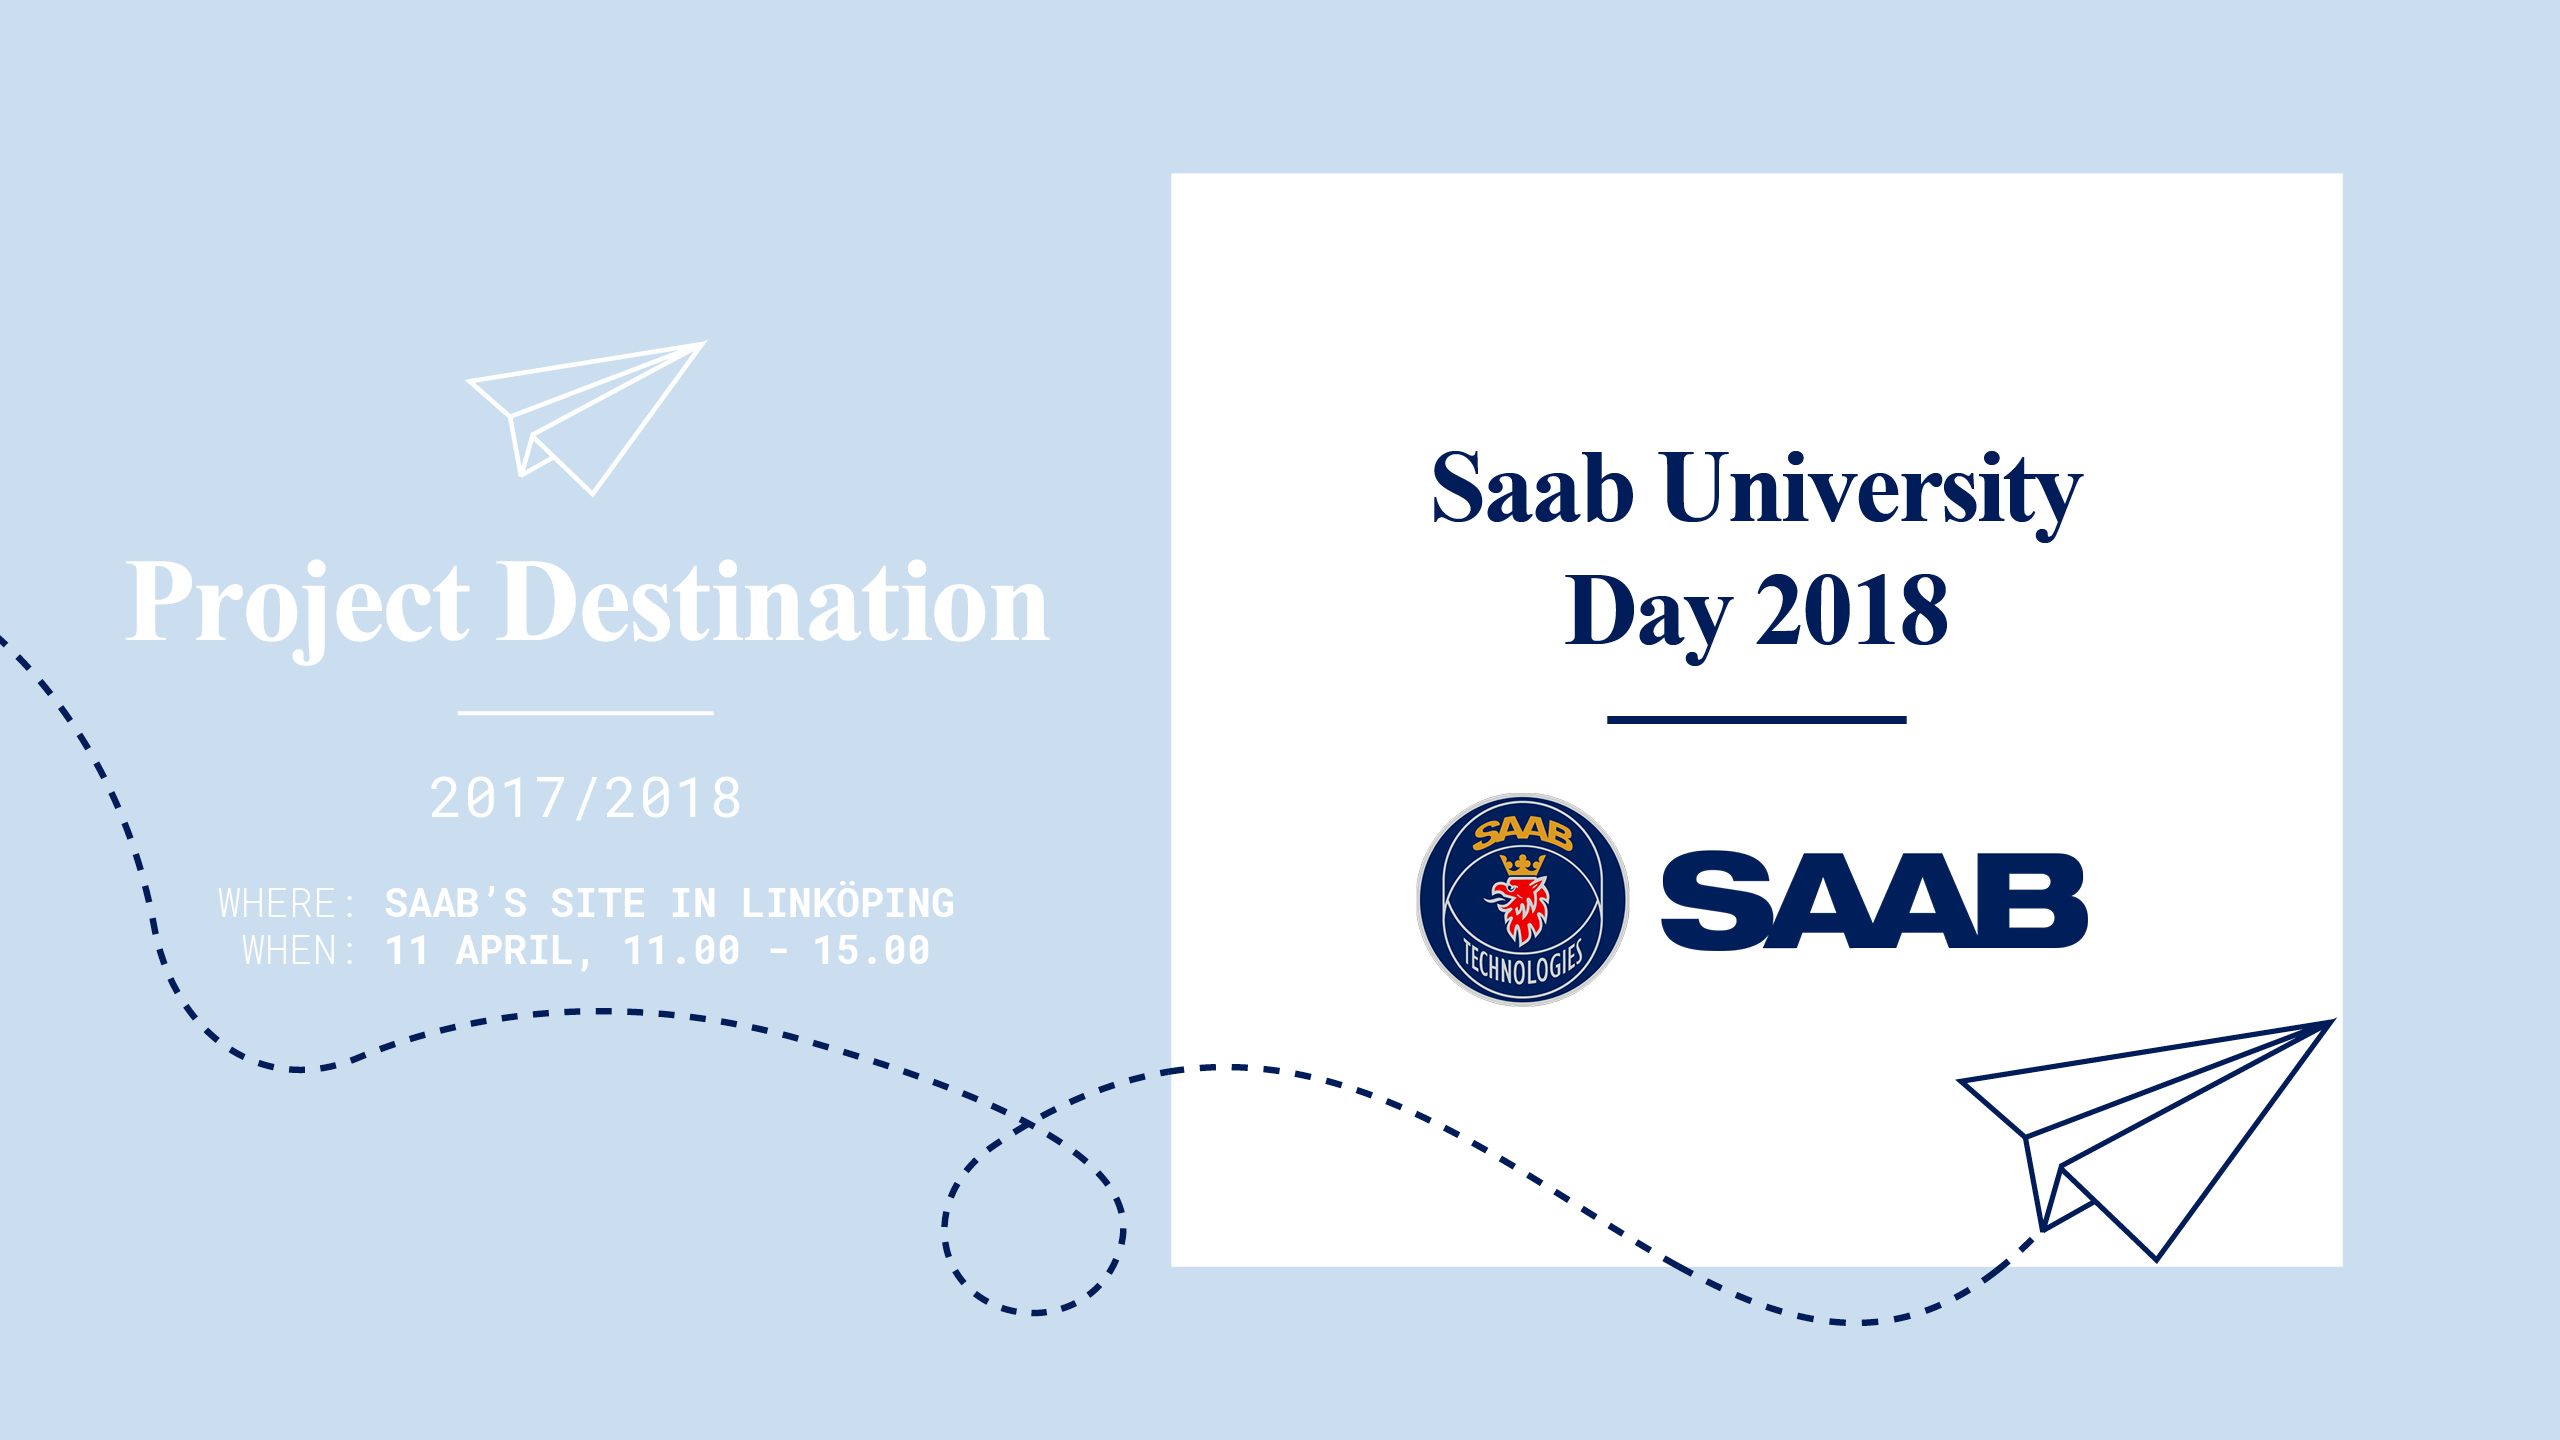 Project Destination
2017/2018
WHERE: SAAB’S SITE IN LINKÖPING
WHEN: 11 APRIL, 11.00 - 15.00
Saab University
Day 2018
SAAB
TECHNOLOGIES
SAAB